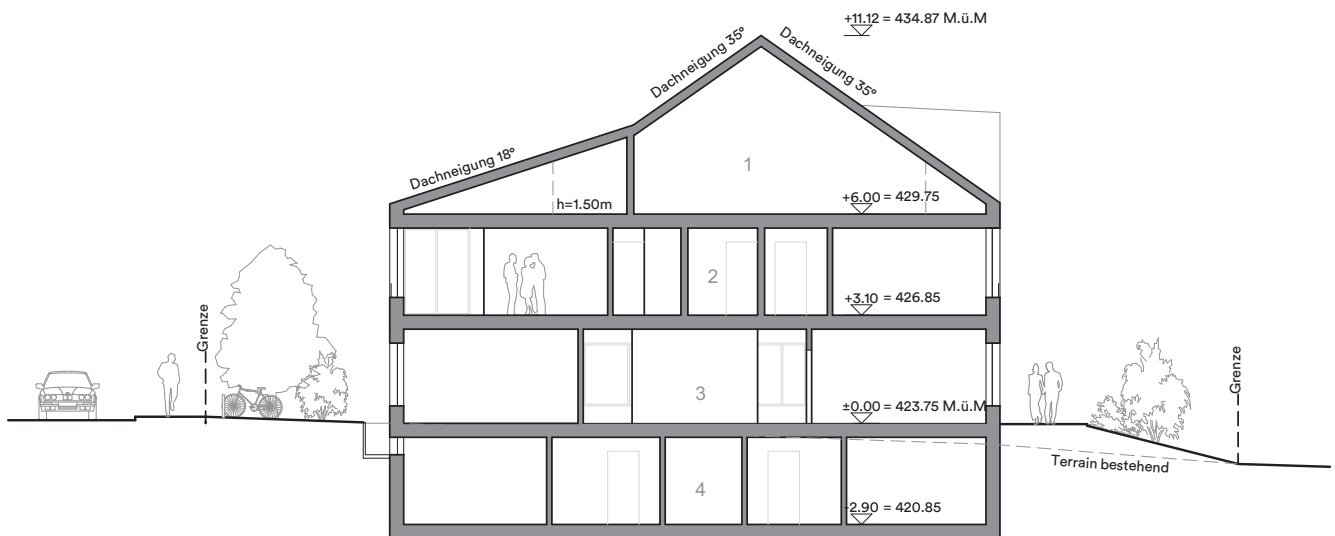 +11.12 = 434.87 M.ü.M
Dachneigung 35°
Dachneigung 35°
Dachneigung 18°
1
h=1.50m
+6.00 = 429.75
2
+3.10 = 426.85
Grenze
Grenze
3
±0.00 = 423.75 M.ü.M
Terrain bestehend
4
-2.90 = 420.85